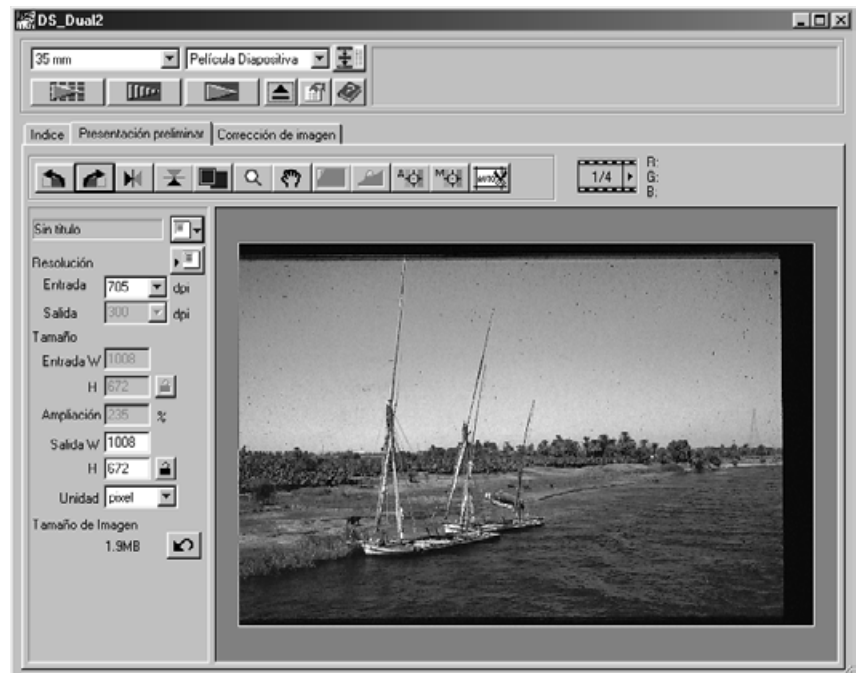 DS_Dual2
35 mm Película Diapositiva
Indice Presentación preliminar Corrección de imagen
A M AUTO 1/4 R:
G:
B:
Sin título
Resolución
Entrada 705 dpi
Salida 300 dpi
Tamaño
Entrada W 1008
H 672
Ampliación 235 %
Salida W 1008
H 672
Unidad pixel
Tamaño de Imagen
1.9MB